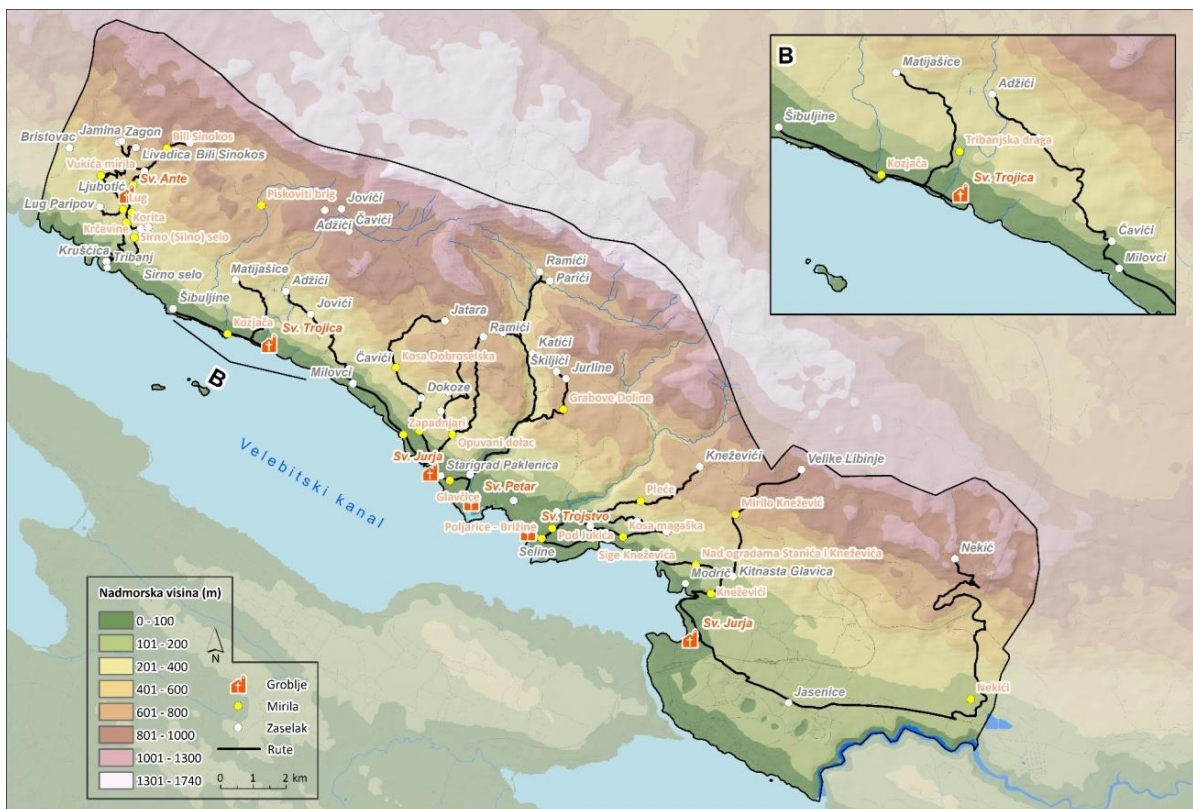 Bristovac
Jamina
Zagon
Bili Sinokos
Livadica
Bili Sinokos
Vukića mirila
Ljubotić
Sv. Ante
Lug
Lug Paripov
Korita
Krčevine
Sirno (Silno) selo
Piskoviti brig
Jovići
Adžići
Čavići
Kruščica
Tribanj
Sirno selo
Matijašice
Adžići
Šibuljine
Jovići
Kozjača
Sv. Trojica
B
Milovci
Čavići
Jatara
Kosa Dobroselska
Ramići
Parići
Ramići
Katići
Škiljići
Jurline
Grabove Doline
Dokoze
Zapadnjari
Opuvani dolac
Sv. Jurja
Starigrad Paklenica
Sv. Petar
Glavčice
Poljarice - Brižine
Sv. Trojstvo
Pod Jukića
Seline
Pleće
Kneževići
Kosa magaška
Sige Kneževića
Velike Libinje
Mirilo Knežević
Nad ogradama Stanića i Kneževića
Modrič
Kitnasta Glavica
Kneževići
Sv. Jurja
Nekić
Jasenice
Nekići
Velebitski kanal
B
Matijašice
Adžići
Šibuljine
Tribanjska draga
Kozjača
Sv. Trojica
Čavići
Milovci
Nadmorska visina (m)
0 - 100
101 - 200
201 - 400
401 - 600
601 - 800
801 - 1000
1001 - 1300
1301 - 1740
N
Groblje
Mirila
Zaselak
Rute
0 1 2 km